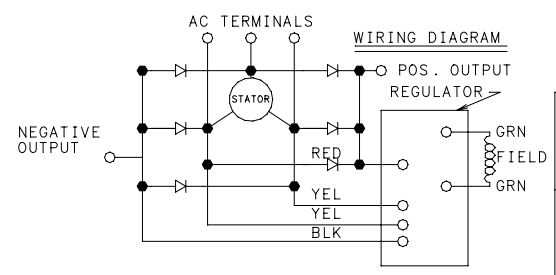 AC TERMINALS
WIRING DIAGRAM
POS. OUTPUT
REGULATOR
STATOR
NEGATIVE
OUTPUT
GRN
RED
FIELD
GRN
YEL
YEL
BLK